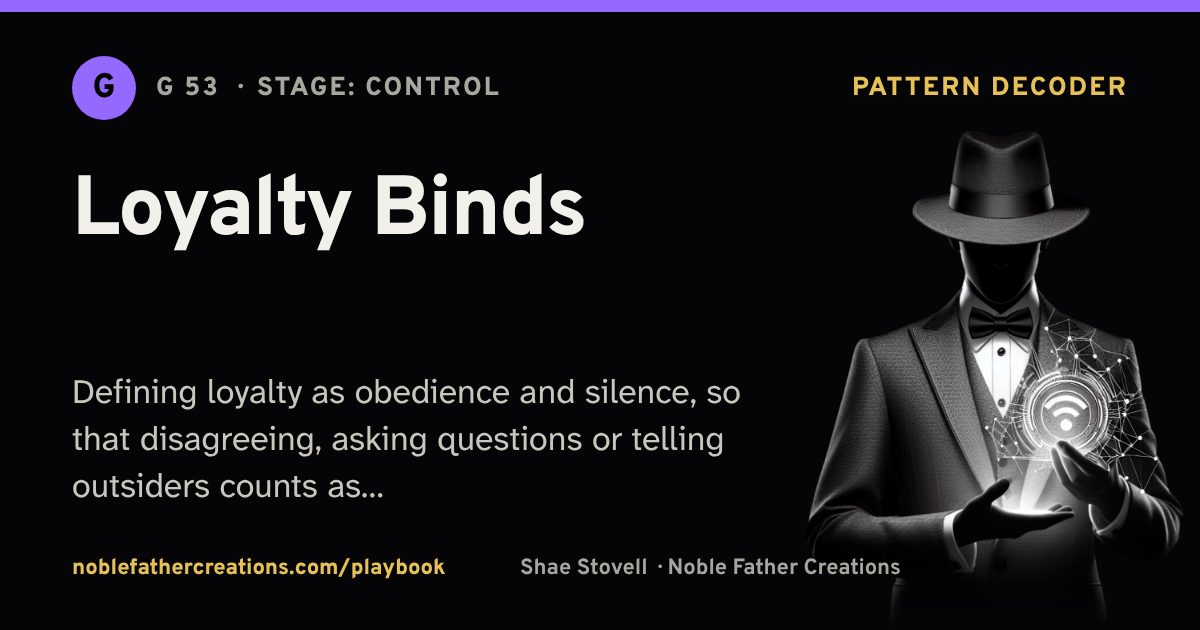 G
G 53 · STAGE: CONTROL
PATTERN DECODER
Loyalty Binds
Defining loyalty as obedience and silence, so
that disagreeing, asking questions or telling
outsiders counts as...
noblefathercreations.com/playbook
Shae Stovell · Noble Father Creations